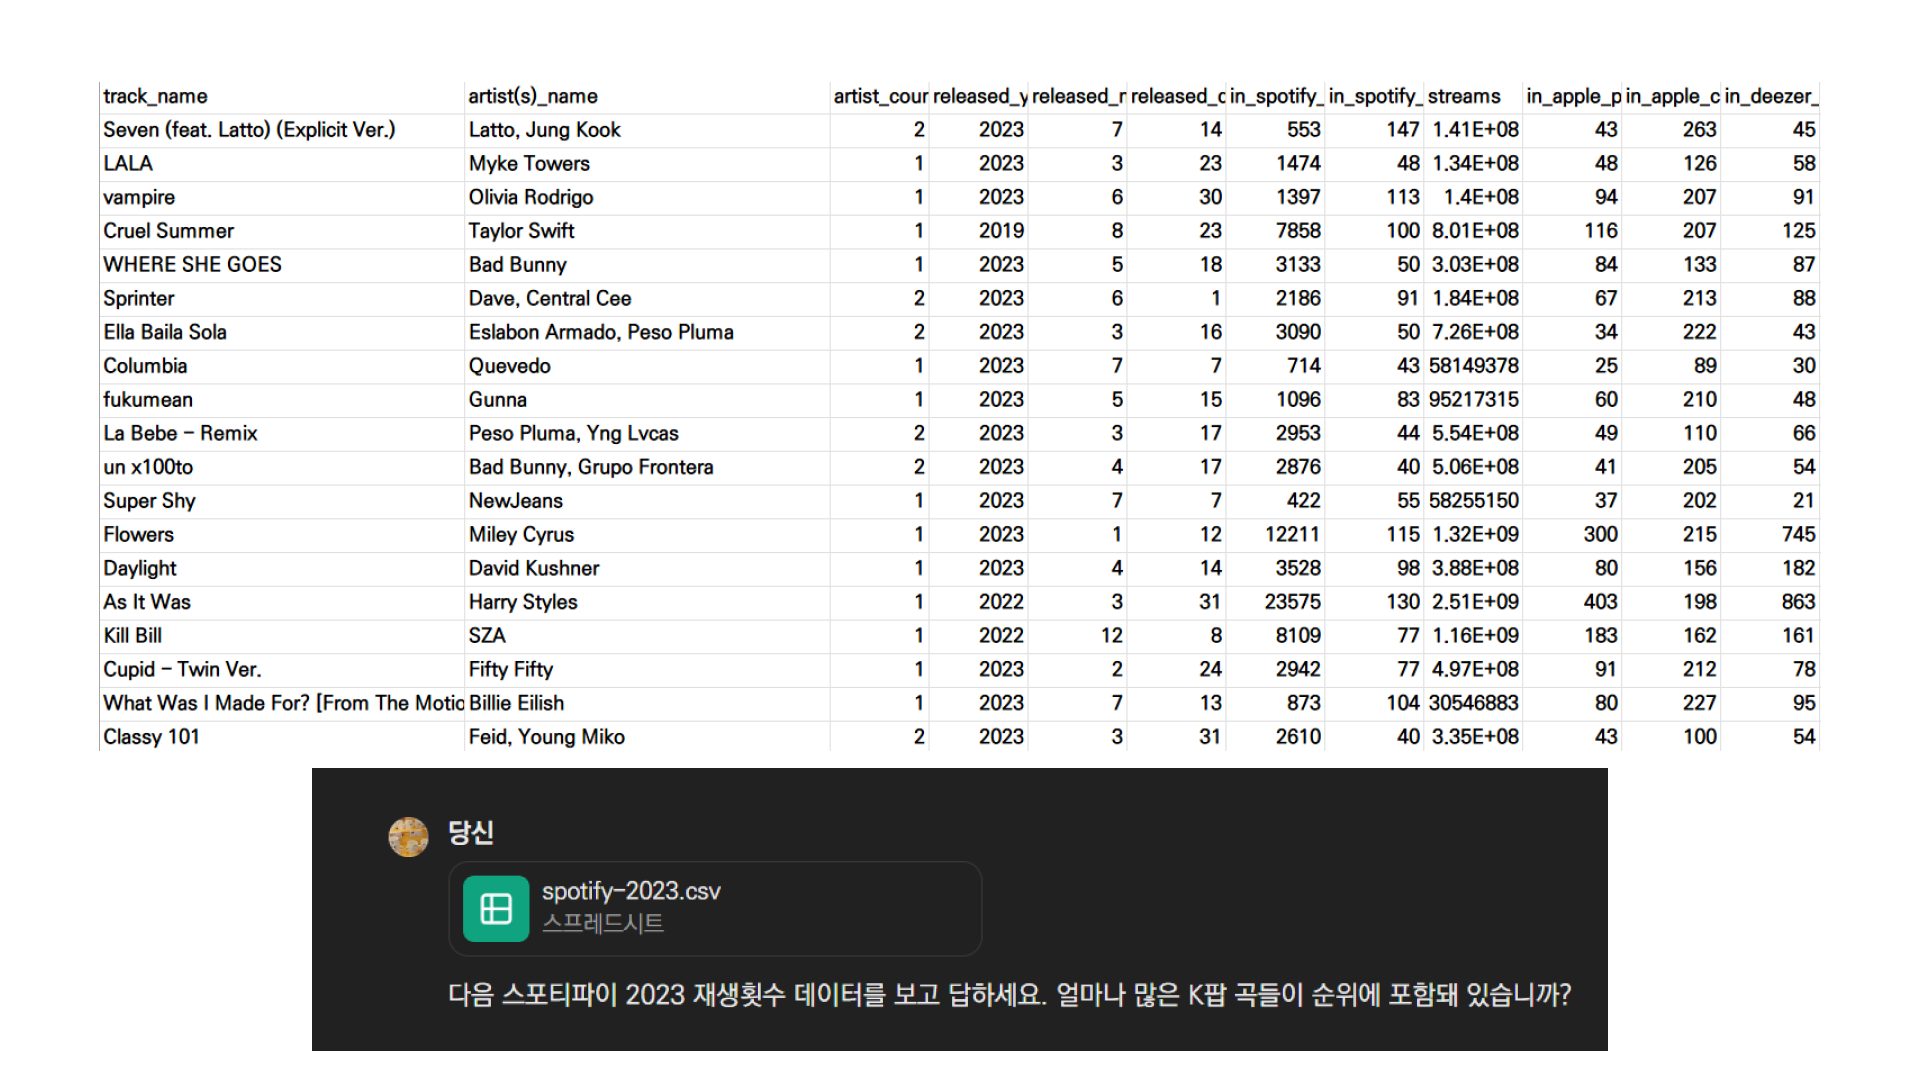 track_name artist(s)_name artist_cour released_y released_r released_c in_spotify_ in_spotify_ streams in_apple_p in_apple_c in_deezer_
Seven (feat. Latto) (Explicit Ver.) Latto, Jung Kook 2 2023 7 14 553 147 1.41E+08 43 263 45
LALA Myke Towers 1 2023 3 23 1474 48 1.34E+08 48 126 58
vampire Olivia Rodrigo 1 2023 6 30 1397 113 1.4E+08 94 207 91
Cruel Summer Taylor Swift 1 2019 8 23 7858 100 8.01E+08 116 207 125
WHERE SHE GOES Bad Bunny 1 2023 5 18 3133 50 3.03E+08 84 133 87
Sprinter Dave, Central Cee 2 2023 6 1 2186 91 1.84E+08 67 213 88
Ella Baila Sola Eslabon Armado, Peso Pluma 2 2023 3 16 3090 50 7.26E+08 34 222 43
Columbia Quevedo 1 2023 7 7 714 43 58149378 25 89 30
fukumean Gunna 1 2023 5 15 1096 83 95217315 60 210 48
La Bebe - Remix Peso Pluma, Yng Lvcas 2 2023 3 17 2953 44 5.54E+08 49 110 66
un x100to Bad Bunny, Grupo Frontera 2 2023 4 17 2876 40 5.06E+08 41 205 54
Super Shy NewJeans 1 2023 7 7 422 55 58255150 37 202 21
Flowers Miley Cyrus 1 2023 1 12 12211 115 1.32E+09 300 215 745
Daylight David Kushner 1 2023 4 14 3528 98 3.88E+08 80 156 182
As It Was Harry Styles 1 2022 3 31 23575 130 2.51E+09 403 198 863
Kill Bill SZA 1 2022 12 8 8109 77 1.16E+09 183 162 161
Cupid - Twin Ver. Fifty Fifty 1 2023 2 24 2942 77 4.97E+08 91 212 78
What Was I Made For? [From The Motio Billie Eilish 1 2023 7 13 873 104 30546883 80 227 95
Classy 101 Feid, Young Miko 2 2023 3 31 2610 40 3.35E+08 43 100 54
당신
spotify-2023.csv
스프레드시트
다음 스포티파이 2023 재생횟수 데이터를 보고 답하세요. 얼마나 많은 K팝 곡들이 순위에 포함돼 있습니까?